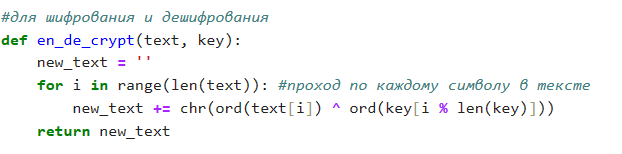 #для шифрования и дешифрования
def en_de_crypt(text, key):
    new_text = ''
    for i in range(len(text)): #проход по каждому символу в тексте
        new_text += chr(ord(text[i]) ^ ord(key[i % len(key)]))
    return new_text